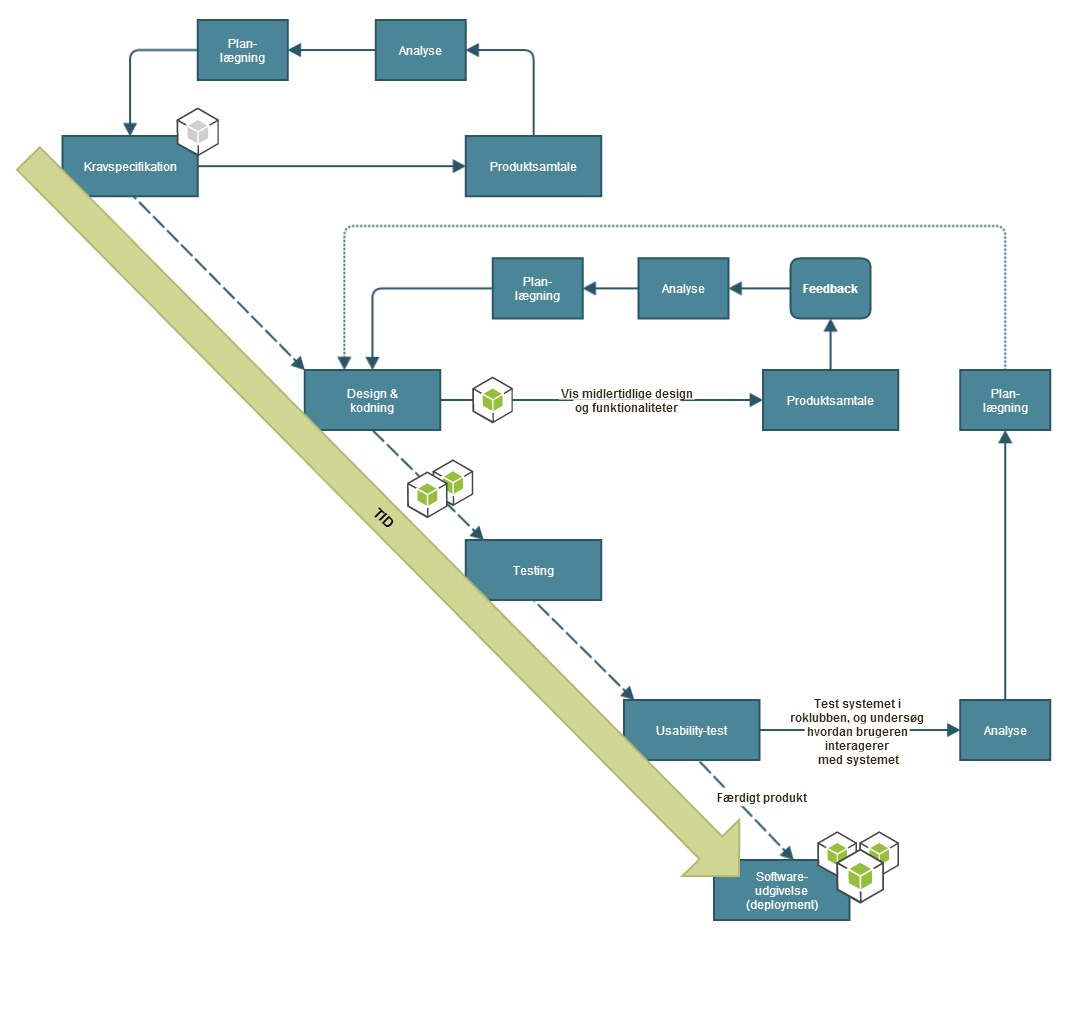 Plan-
lægning
Analyse
Kravspecifikation
Produktsamtale
Plan-
lægning
Analyse
Feedback
Design &
kodning
Vis midlertidlige design
og funktionaliteter
Produktsamtale
Plan-
lægning
TID
Testing
Usability-test
Test systemet i
roklubben, og undersøg
hvordan brugeren
interagerer
med systemet
Analyse
Færdigt produkt
Software-
udgivelse
(deployment)